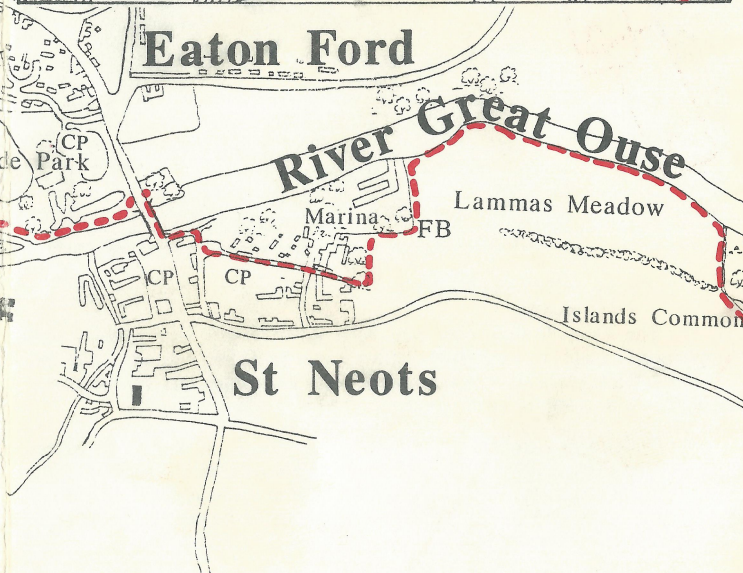 Eaton Ford
CP
de Park
River Great Ouse
Marina
Lammas Meadow
FB
CP
CP
Islands Common
St Neots